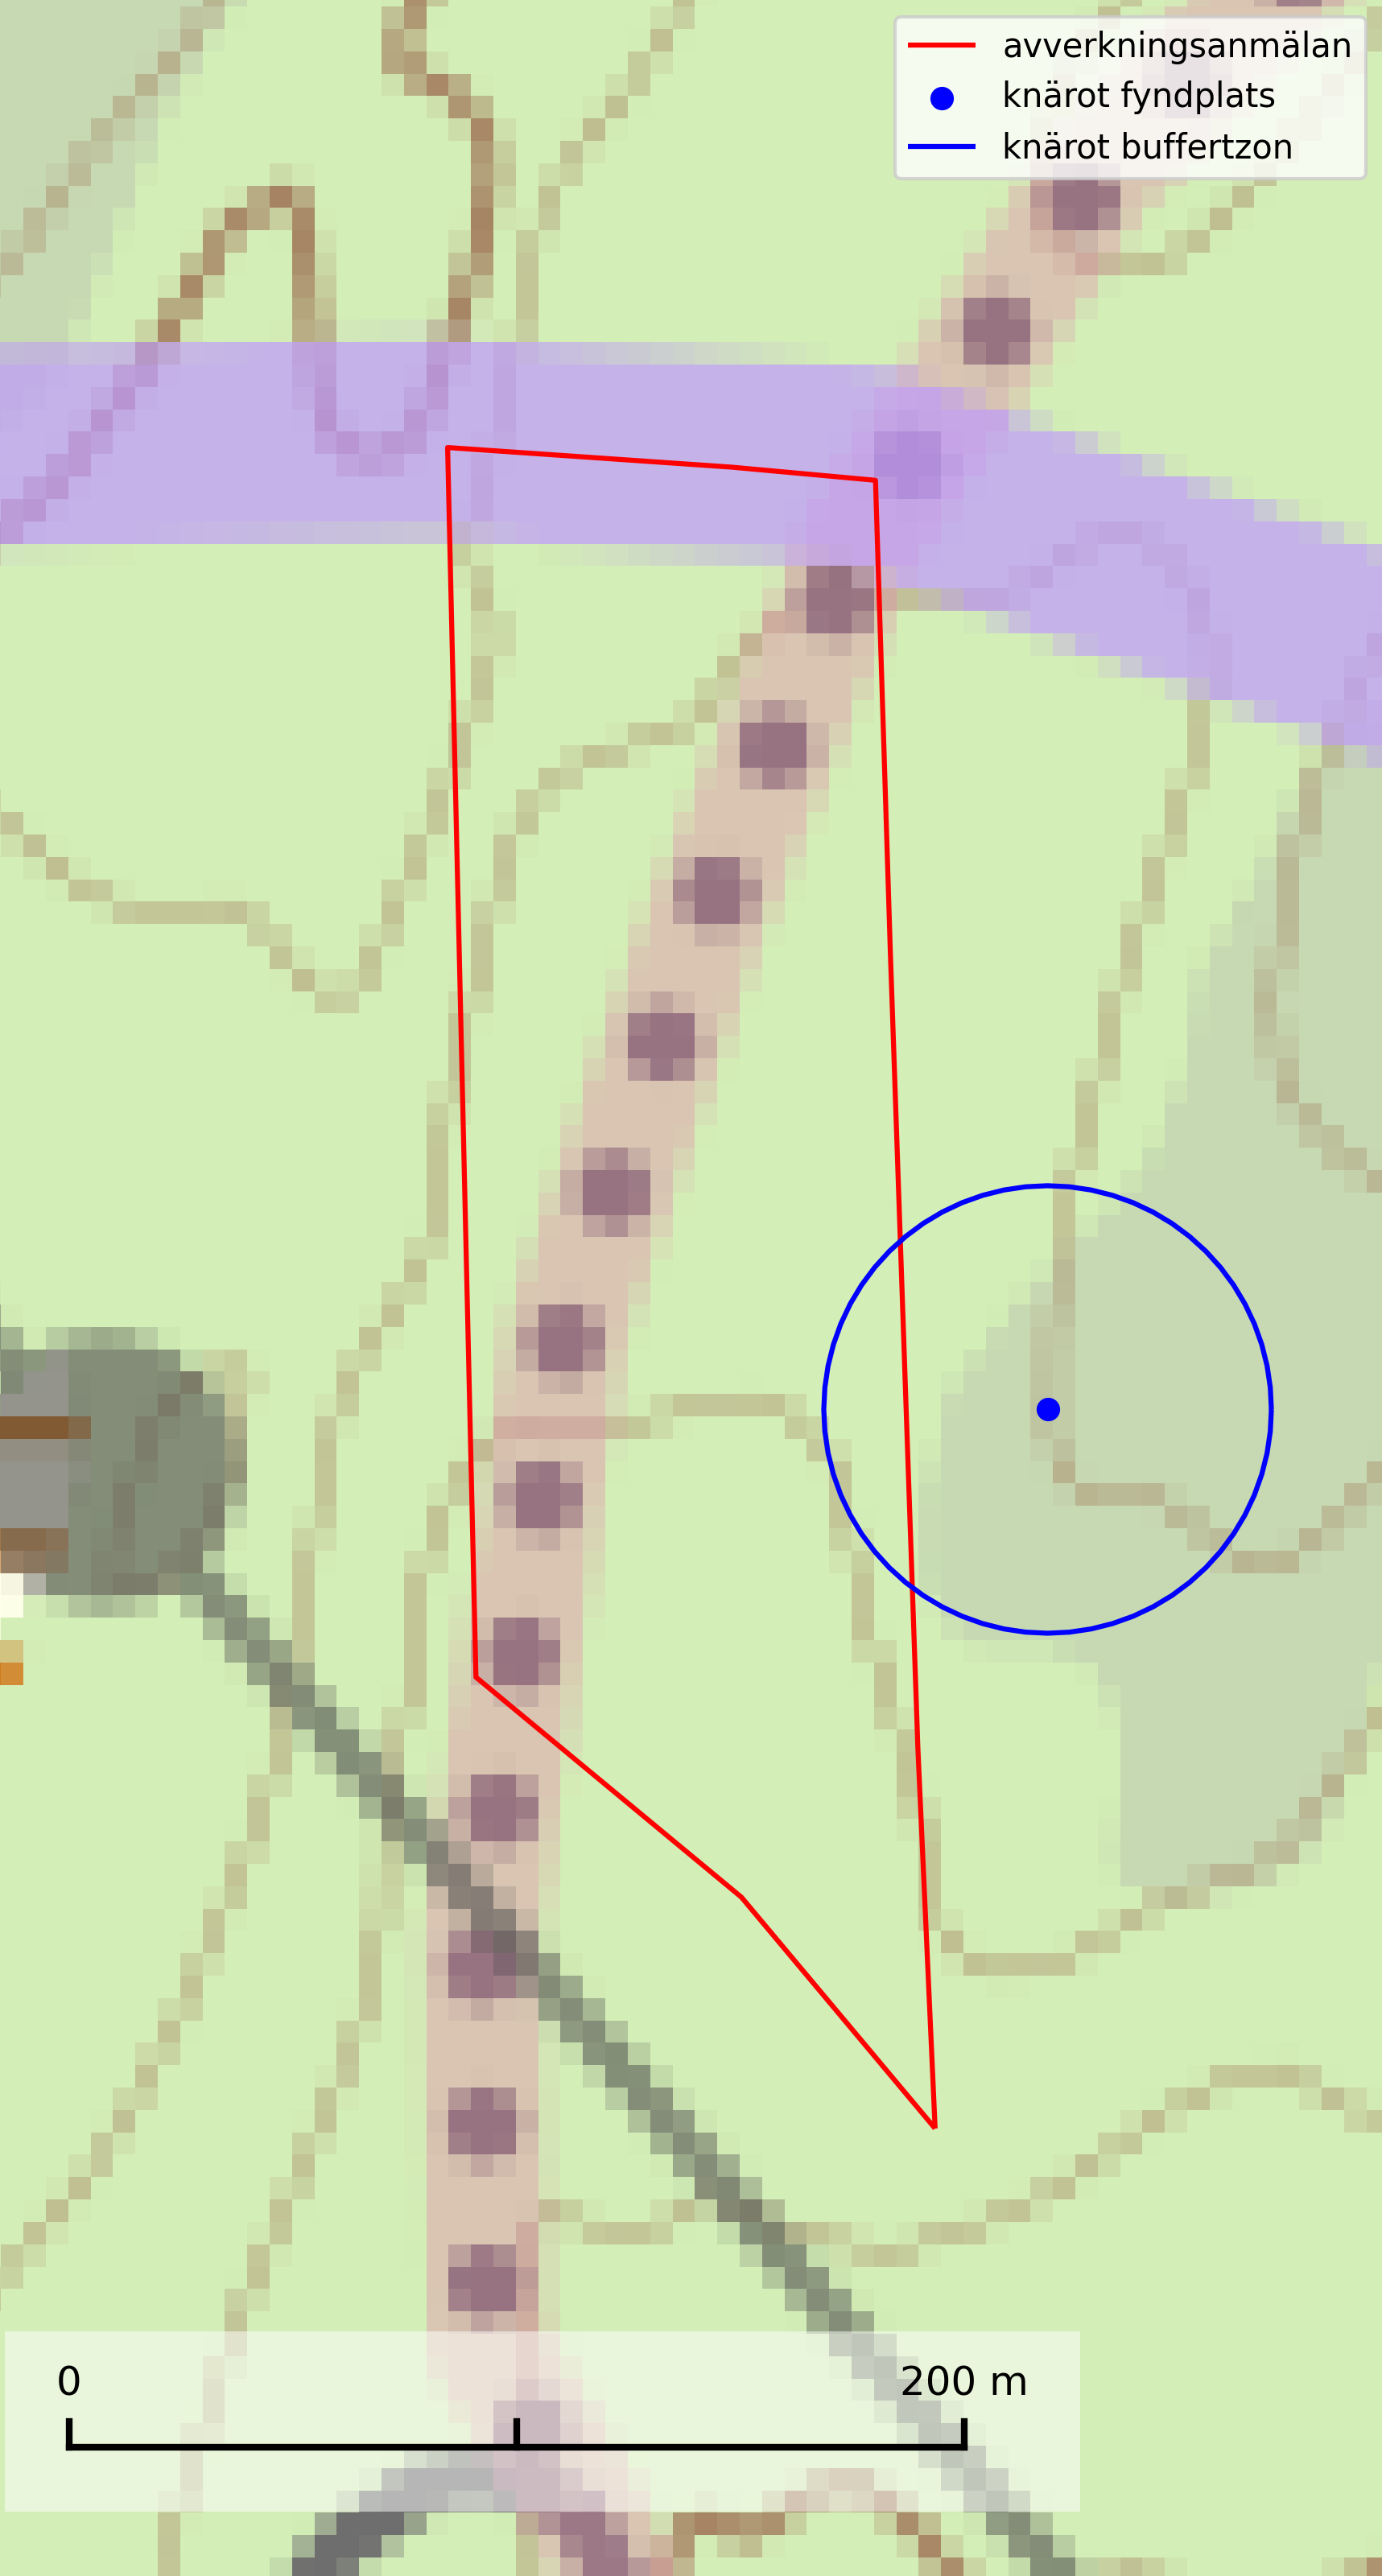 avverkningsanmälan
knärot fyndplats
knärot buffertzon
0 200 m